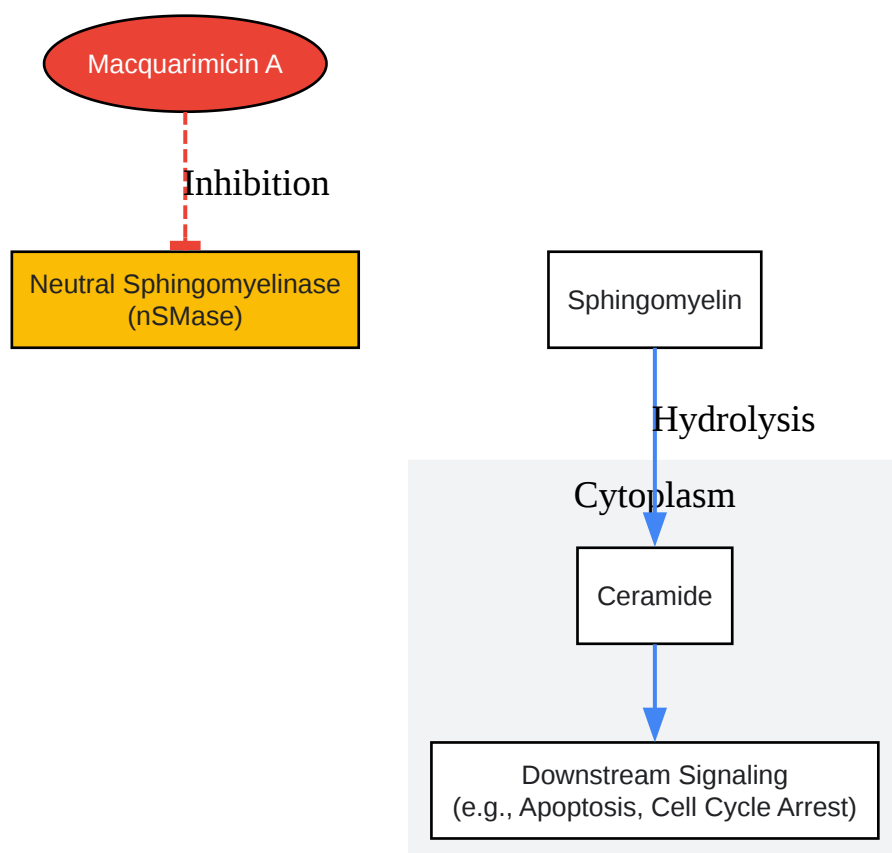 Macquarimicin A
Inhibition
Neutral Sphingomyelinase
(nSMase)
Sphingomyelin
Hydrolysis
Cytoplasm
Ceramide
Downstream Signaling
(e.g., Apoptosis, Cell Cycle Arrest)